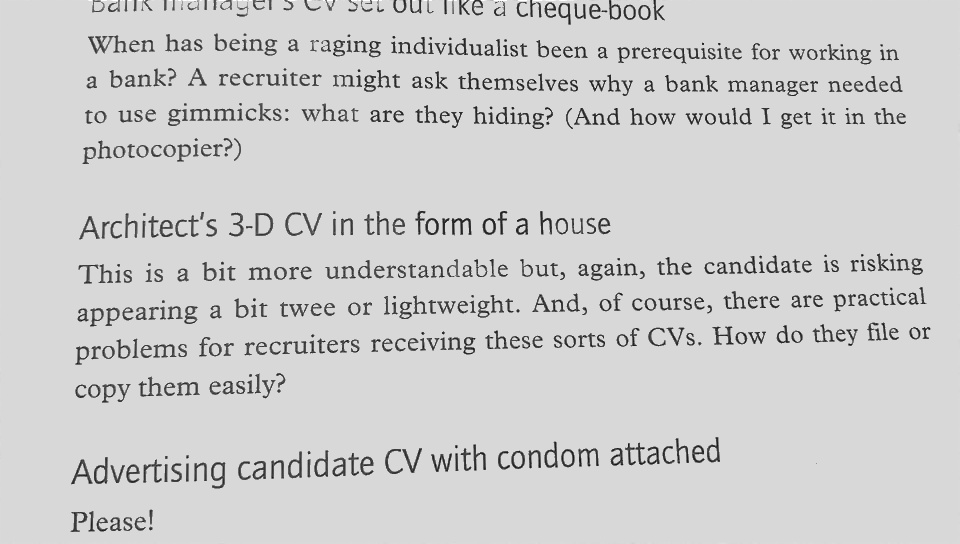 Bank manager's CV set out like a cheque-book
When has being a raging individualist been a prerequisite for working in
a bank? A recruiter might ask themselves why a bank manager needed
to use gimmicks: what are they hiding? (And how would I get it in the
photocopier?)
Architect's 3-D CV in the form of a house
This is a bit more understandable but, again, the candidate is risking
appearing a bit twee or lightweight. And, of course, there are practical
problems for recruiters receiving these sorts of CVs. How do they file or
copy them easily?
Advertising candidate CV with condom attached
Please!